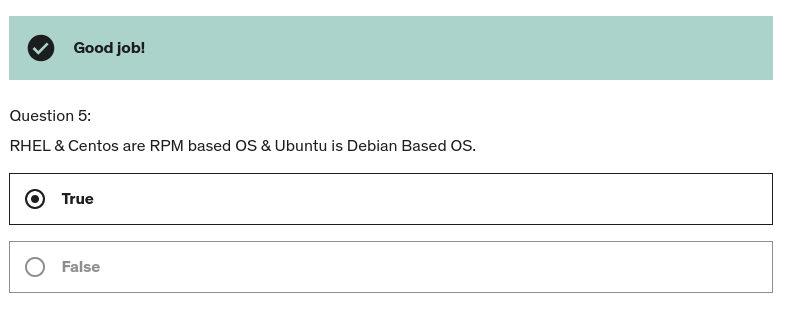 Good job!
Question 5:
RHEL & Centos are RPM based OS & Ubuntu is Debian Based OS.
True
False